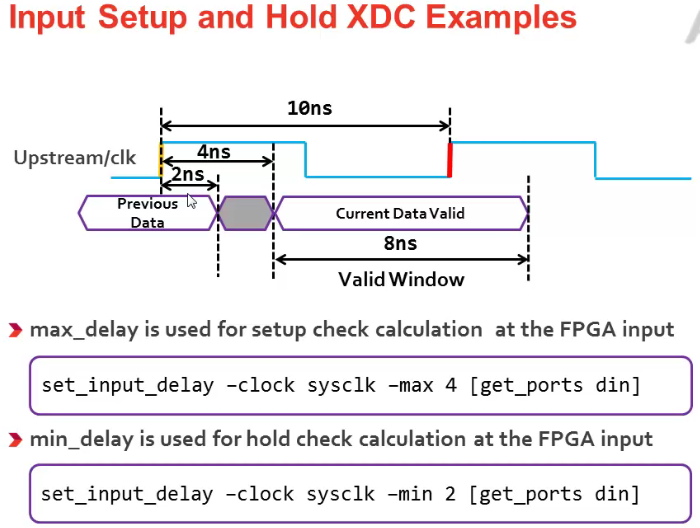 Input Setup and Hold XDC Examples
10ns
Upstream/clk
4ns
2ns
Previous
Data
Current Data Valid
8ns
Valid Window
max_delay is used for setup check calculation at the FPGA input
set_input_delay –clock sysclk –max 4 [get_ports din]
min_delay is used for hold check calculation at the FPGA input
set_input_delay –clock sysclk –min 2 [get_ports din]